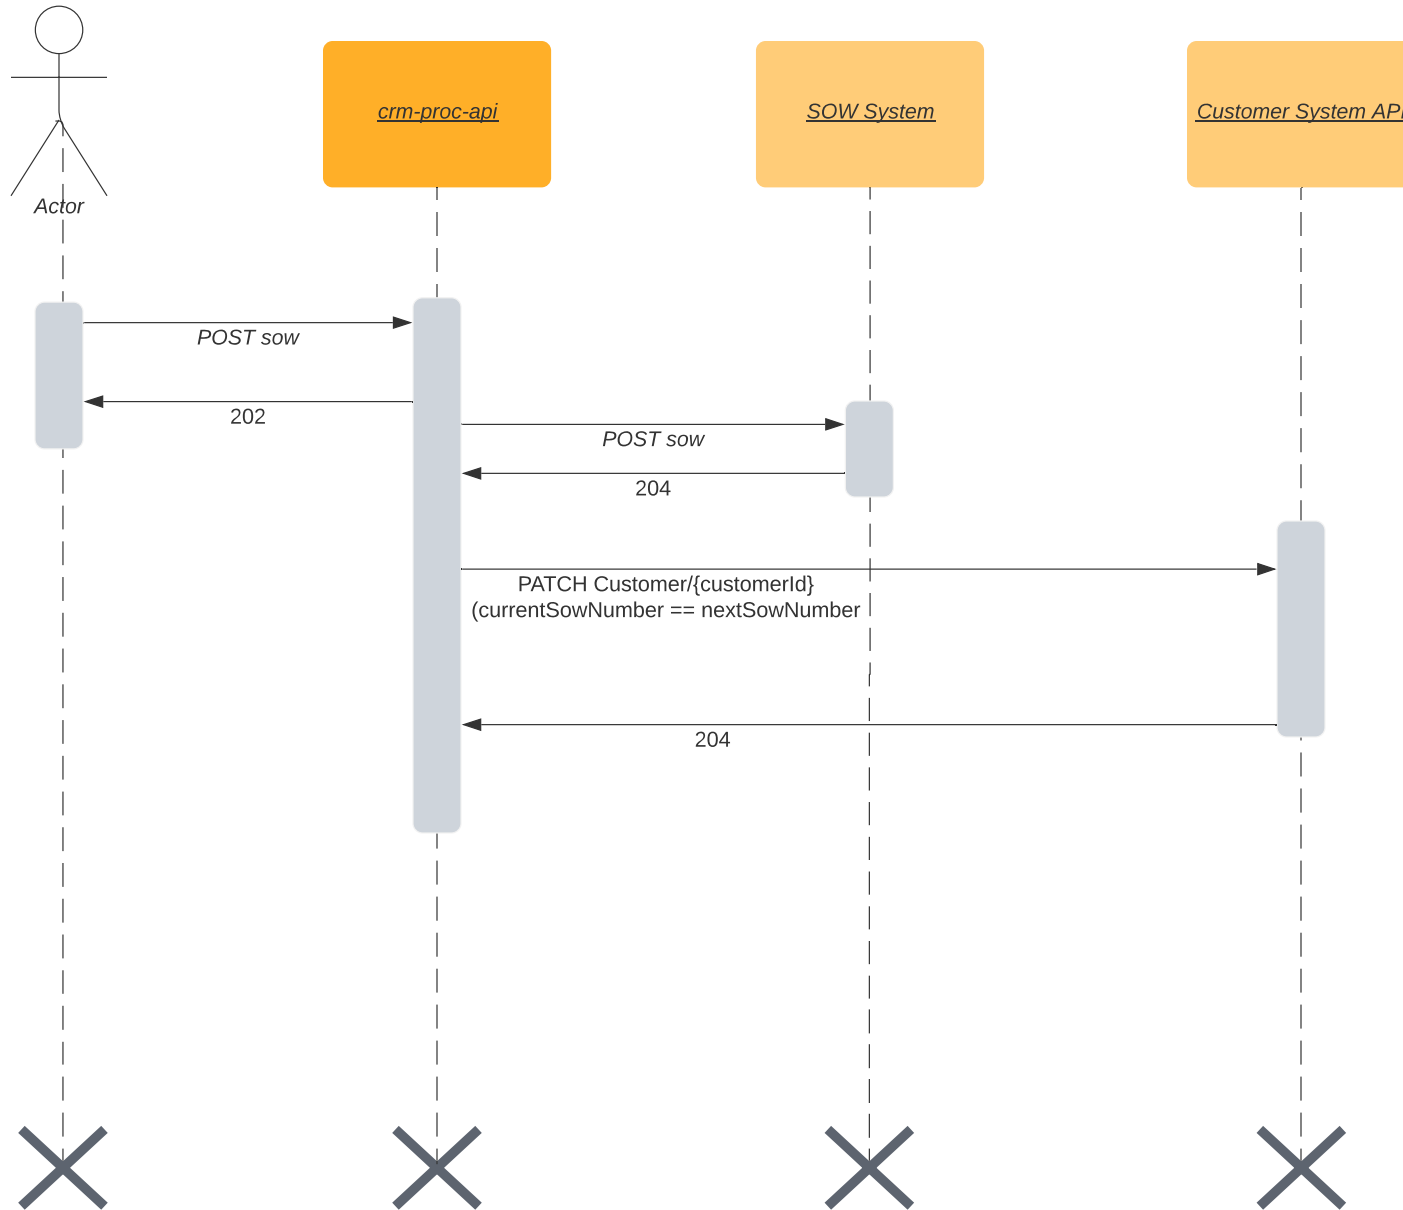 crm-proc-api
SOW System
Customer System API
Actor
POST sow
202
POST sow
204
PATCH Customer/{customerId}
(currentSowNumber == nextSowNumber
204